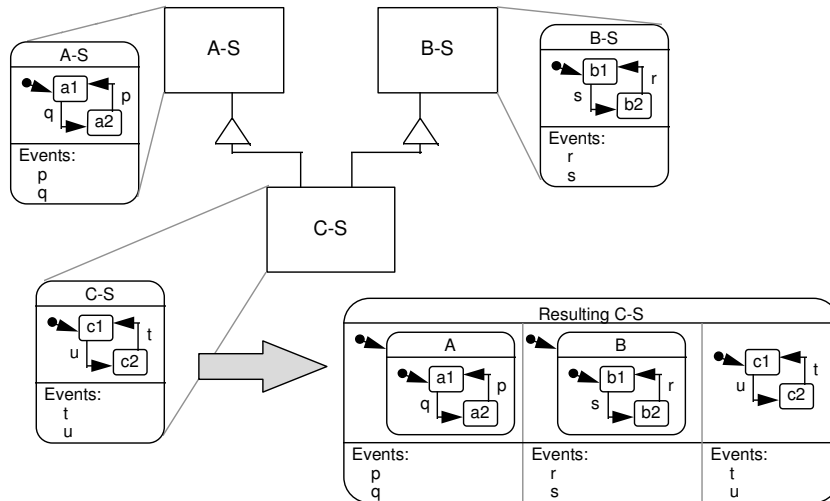 A-S
B-S
A-S
a1
p
q
a2
Events:
p
q
B-S
b1
r
s
b2
Events:
r
s
C-S
C-S
c1
t
u
c2
Events:
t
u
Resulting C-S
A
a1
p
q
a2
Events:
p
q
B
b1
r
s
b2
Events:
r
s
c1
t
u
c2
Events:
t
u